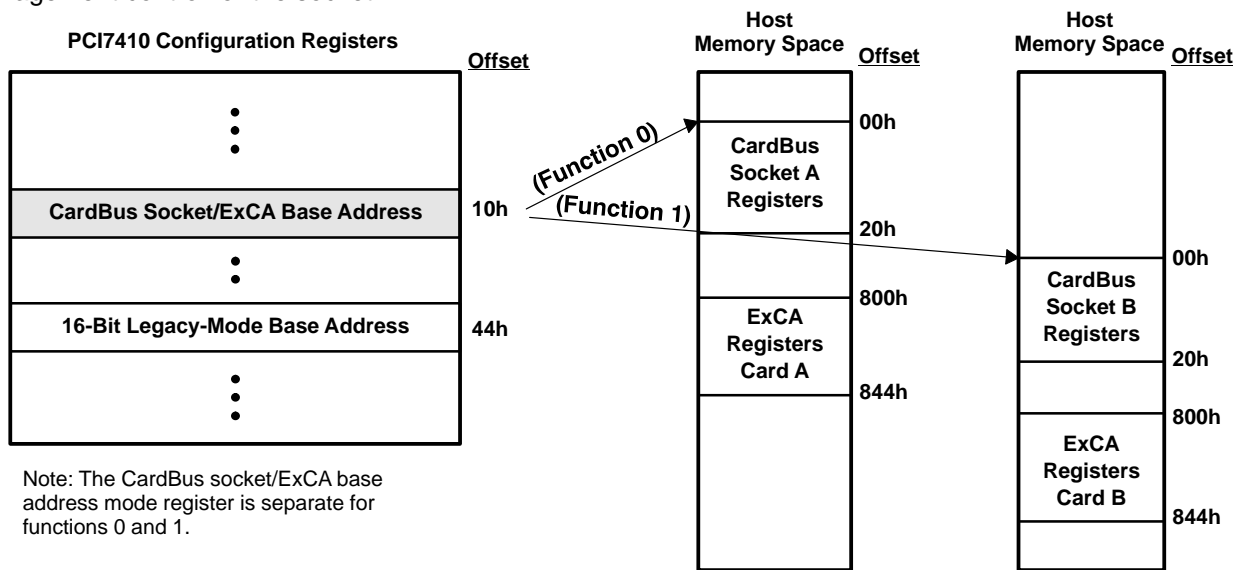 PCI7410 Configuration Registers
Offset
CardBus Socket/ExCA Base Address
10h
16-Bit Legacy-Mode Base Address
44h
Note: The CardBus socket/ExCA base
address mode register is separate for
functions 0 and 1.
(Function 0)
(Function 1)
Host
Memory Space
Offset
00h
CardBus
Socket A
Registers
20h
800h
ExCA
Registers
Card A
844h
Host
Memory Space
Offset
00h
CardBus
Socket B
Registers
20h
800h
ExCA
Registers
Card B
844h